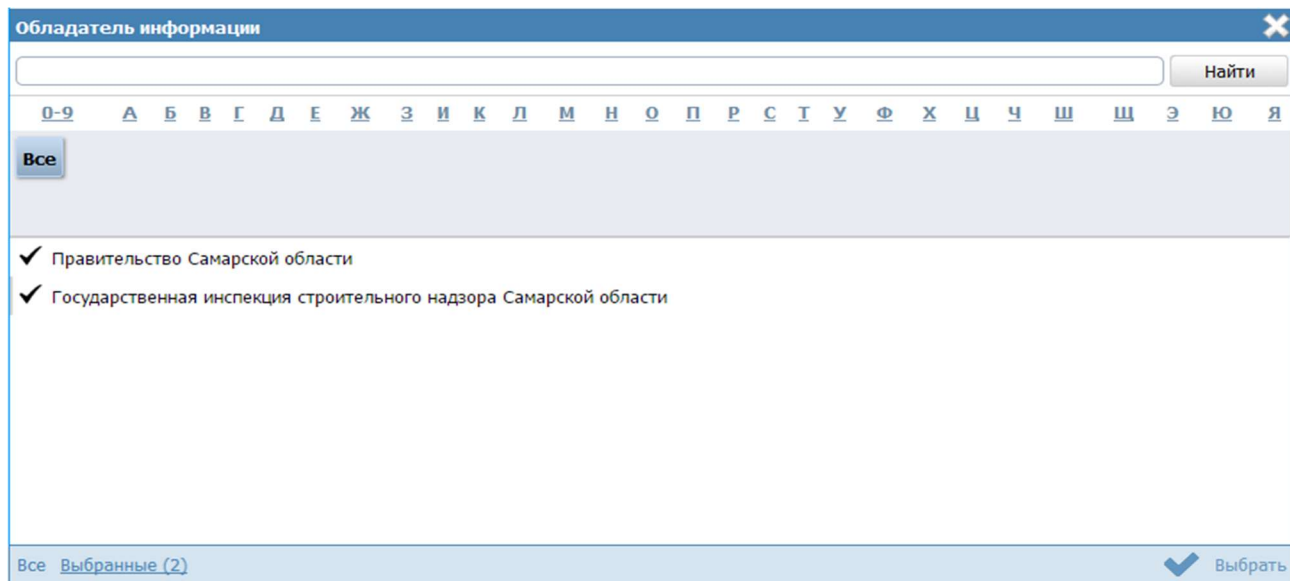 Обладатель информации
Найти
0-9 А Б В Г Д Е Ж З И К Л М Н О П Р С Т У Ф Х Ц Ч Ш Щ Э Ю Я
Все
Правительство Самарской области
Государственная инспекция строительного надзора Самарской области
Все Выбранные (2) Выбрать